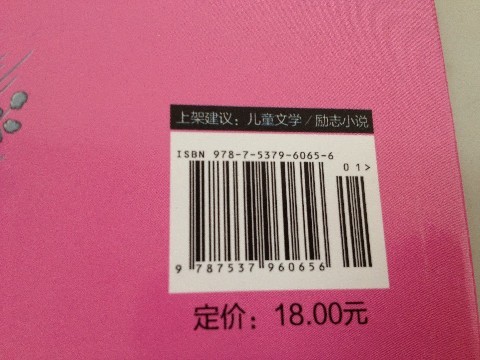 上架建议：儿童文学/励志小说
ISBN 978-7-5379-6065-6
01>
9 787537 960656
定价：18.00元